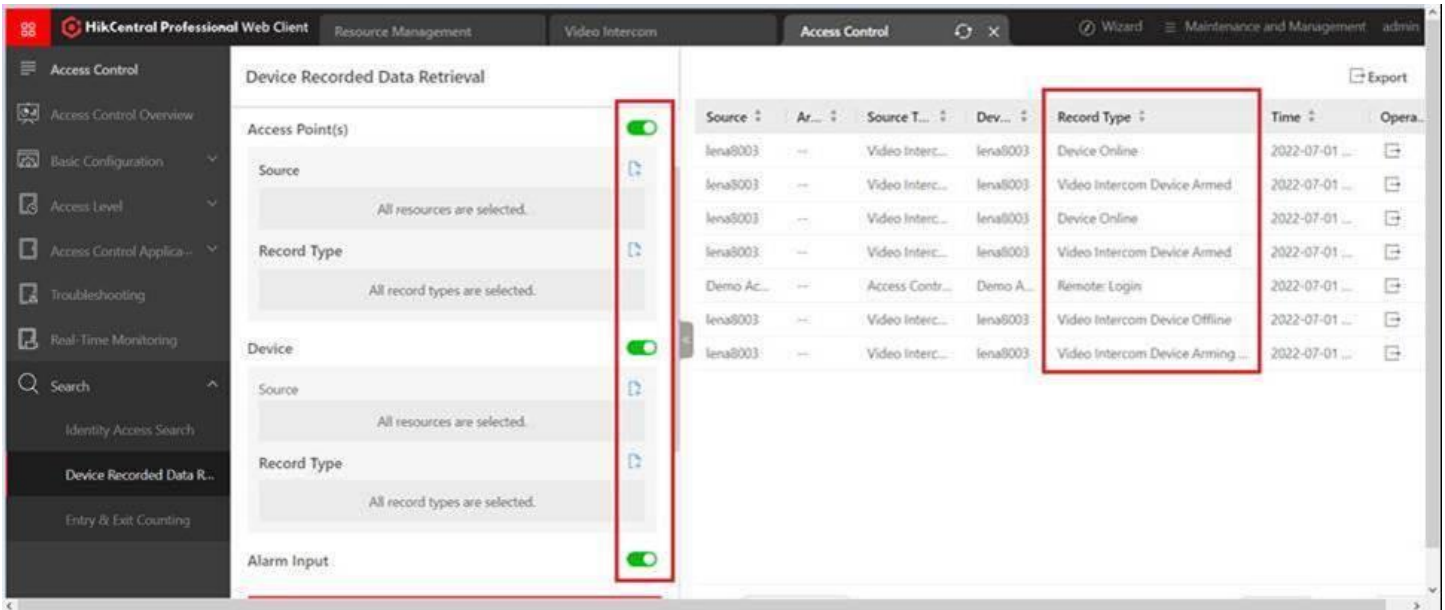 HikCentral Professional Web Client
Resource Management
Video Intercom
Access Control
Wizard
Maintenance and Management
admin
Access Control
Access Control Overview
Basic Configuration
Access Level
Access Control Applica...
Troubleshooting
Real-Time Monitoring
Search
Identity Access Search
Device Recorded Data R...
Entry & Exit Counting
Device Recorded Data Retrieval
Access Point(s)
Source
All resources are selected.
Record Type
All record types are selected.
Device
Source
All resources are selected.
Record Type
All record types are selected.
Alarm Input
Export
Source Ar... Source T... Dev... Record Type Time Opera...
lena8003 -- Video Interc... lena8003 Device Online 2022-07-01 ...
lena8003 -- Video Interc... lena8003 Video Intercom Device Armed 2022-07-01 ...
lena8003 -- Video Interc... lena8003 Device Online 2022-07-01 ...
lena8003 -- Video Interc... lena8003 Video Intercom Device Armed 2022-07-01 ...
Demo Ac... -- Access Contr... Demo A... Remote: Login 2022-07-01 ...
lena8003 -- Video Interc... lena8003 Video Intercom Device Offline 2022-07-01 ...
lena8003 -- Video Interc... lena8003 Video Intercom Device Arming ... 2022-07-01 ...